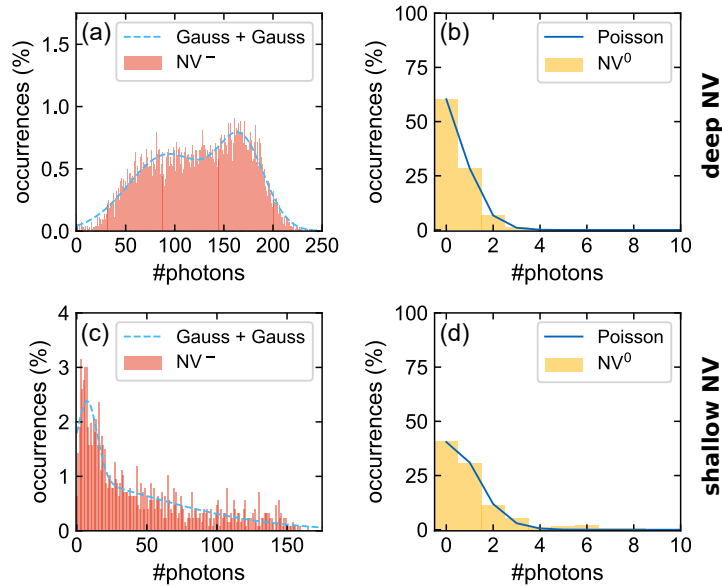 (a)
Gauss + Gauss
NV⁻
occurrences (%)
1.5
1.0
0.5
0.0
0 50 100 150 200 250
#photons
(b)
Poisson
NV⁰
occurrences (%)
100
75
50
25
0
0 2 4 6 8 10
#photons
deep NV
(c)
Gauss + Gauss
NV⁻
occurrences (%)
4
3
2
1
0
0 50 100 150
#photons
(d)
Poisson
NV⁰
occurrences (%)
100
75
50
25
0
0 2 4 6 8 10
#photons
shallow NV